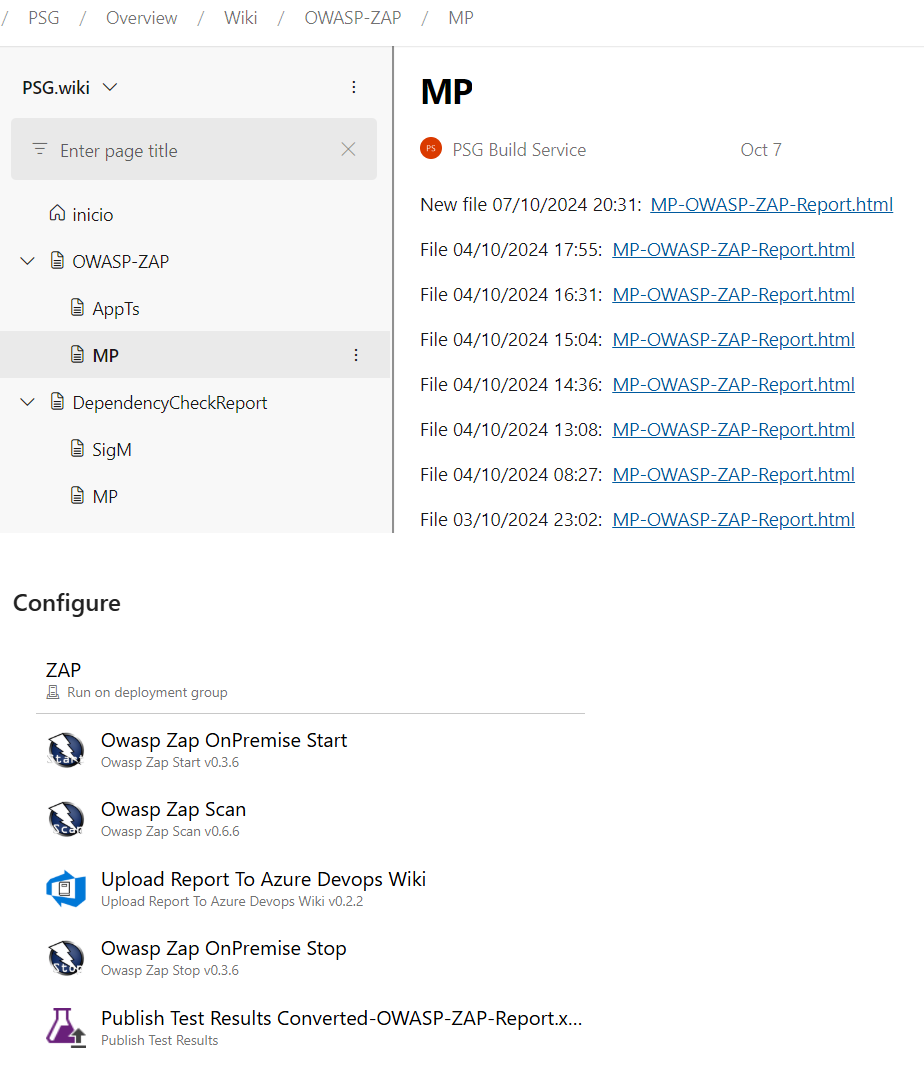 / PSG / Overview / Wiki / OWASP-ZAP / MP
PSG.wiki
Enter page title
inicio
OWASP-ZAP
AppTs
MP
DependencyCheckReport
SigM
MP
MP
PS PSG Build Service Oct 7
New file 07/10/2024 20:31: MP-OWASP-ZAP-Report.html
File 04/10/2024 17:55: MP-OWASP-ZAP-Report.html
File 04/10/2024 16:31: MP-OWASP-ZAP-Report.html
File 04/10/2024 15:04: MP-OWASP-ZAP-Report.html
File 04/10/2024 14:36: MP-OWASP-ZAP-Report.html
File 04/10/2024 13:08: MP-OWASP-ZAP-Report.html
File 04/10/2024 08:27: MP-OWASP-ZAP-Report.html
File 03/10/2024 23:02: MP-OWASP-ZAP-Report.html
Configure
ZAP
Run on deployment group
Start
Owasp Zap OnPremise Start
Owasp Zap Start v0.3.6
Scan
Owasp Zap Scan
Owasp Zap Scan v0.6.6
Upload Report To Azure Devops Wiki
Upload Report To Azure Devops Wiki v0.2.2
Stop
Owasp Zap OnPremise Stop
Owasp Zap Stop v0.3.6
Publish Test Results Converted-OWASP-ZAP-Report.x...
Publish Test Results